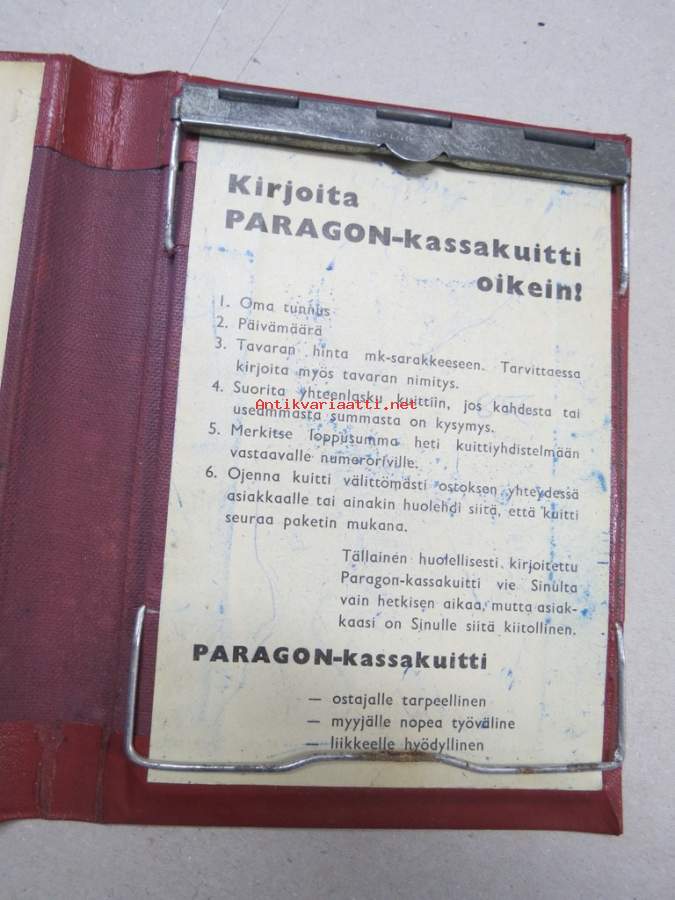 Kirjoita
PARAGON-kassakuitti
oikein!
1. Oma tunnus
2. Päivämäärä
3. Tavaran hinta mk-sarakkeeseen. Tarvittaessa
kirjoita myös tavaran nimitys.
4. Suorita yhteenlasku kuittiin, jos kahdesta tai
Antikvariaatti.net
useammasta summasta on kysymys.
5. Merkitse loppusumma heti kuittiyhdistelmään
vastaavalle numeroriville.
6. Ojenna kuitti välittömästi ostoksen yhteydessä
asiakkaalle tai ainakin huolehdi siitä, että kuitti
seuraa paketin mukana.
Tällainen huolellisesti kirjoitettu
Paragon-kassakuitti vie Sinulta
vain hetkisen aikaa, mutta asiak-
kaasi on Sinulle siitä kiitollinen.
PARAGON-kassakuitti
— ostajalle tarpeellinen
— myyjälle nopea työväline
— liikkeelle hyödyllinen